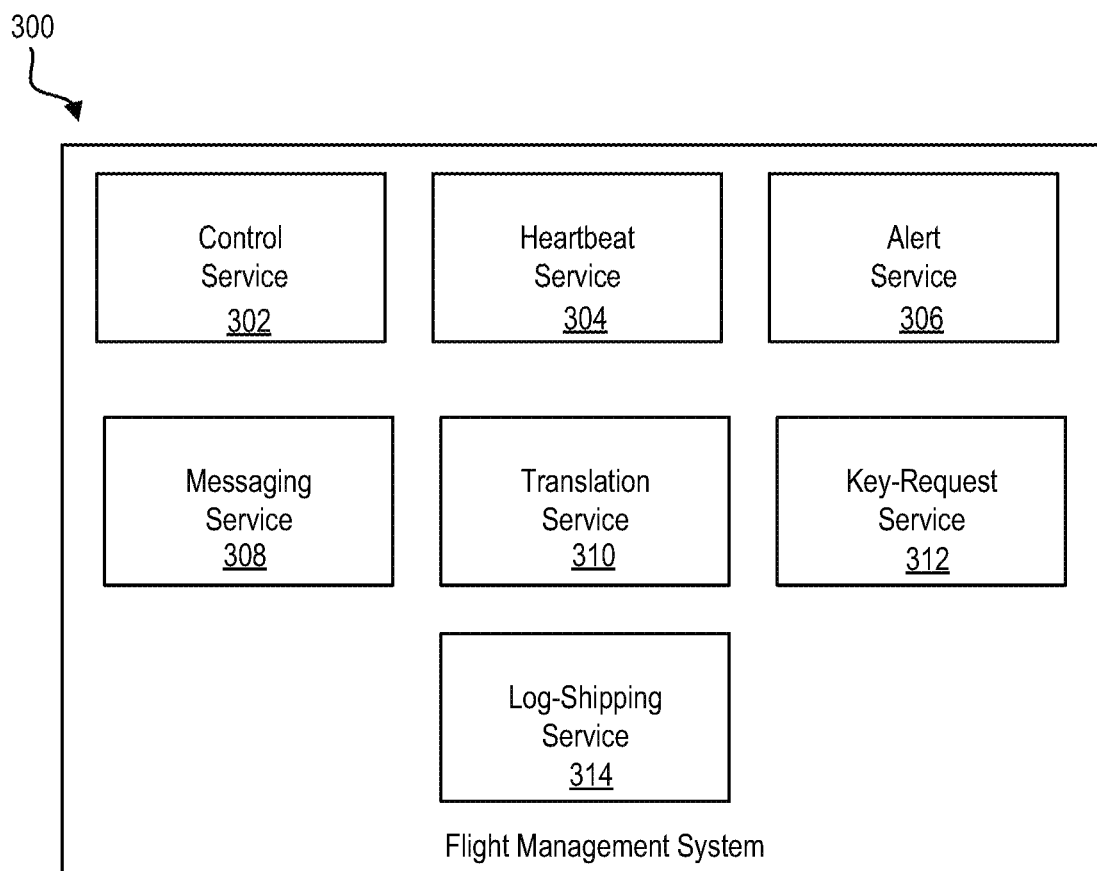 300
Control
Service
302
Heartbeat
Service
304
Alert
Service
306
Messaging
Service
308
Translation
Service
310
Key-Request
Service
312
Log-Shipping
Service
314
Flight Management System